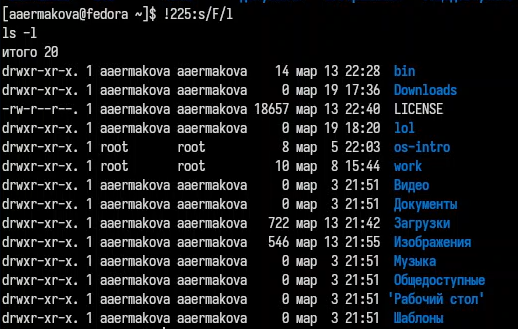 [aaermakova@fedora ~]$ !225:s/F/l
ls -l
итого 20
drwxr-xr-x. 1 aaermakova aaermakova    14 мар 13 22:28  bin
drwxr-xr-x. 1 aaermakova aaermakova     0 мар 19 17:36  Downloads
-rw-r--r--. 1 aaermakova aaermakova 18657 мар 13 22:40  LICENSE
drwxr-xr-x. 1 aaermakova aaermakova     0 мар 19 18:20  lol
drwxr-xr-x. 1 root       root           8 мар  5 22:03  os-intro
drwxr-xr-x. 1 root       root          10 мар  8 15:44  work
drwxr-xr-x. 1 aaermakova aaermakova     0 мар  3 21:51  Видео
drwxr-xr-x. 1 aaermakova aaermakova     0 мар  3 21:51  Документы
drwxr-xr-x. 1 aaermakova aaermakova   722 мар 13 21:42  Загрузки
drwxr-xr-x. 1 aaermakova aaermakova   546 мар 13 21:55  Изображения
drwxr-xr-x. 1 aaermakova aaermakova     0 мар  3 21:51  Музыка
drwxr-xr-x. 1 aaermakova aaermakova     0 мар  3 21:51  Общедоступные
drwxr-xr-x. 1 aaermakova aaermakova     0 мар  3 21:51 'Рабочий стол'
drwxr-xr-x. 1 aaermakova aaermakova     0 мар  3 21:51  Шаблоны